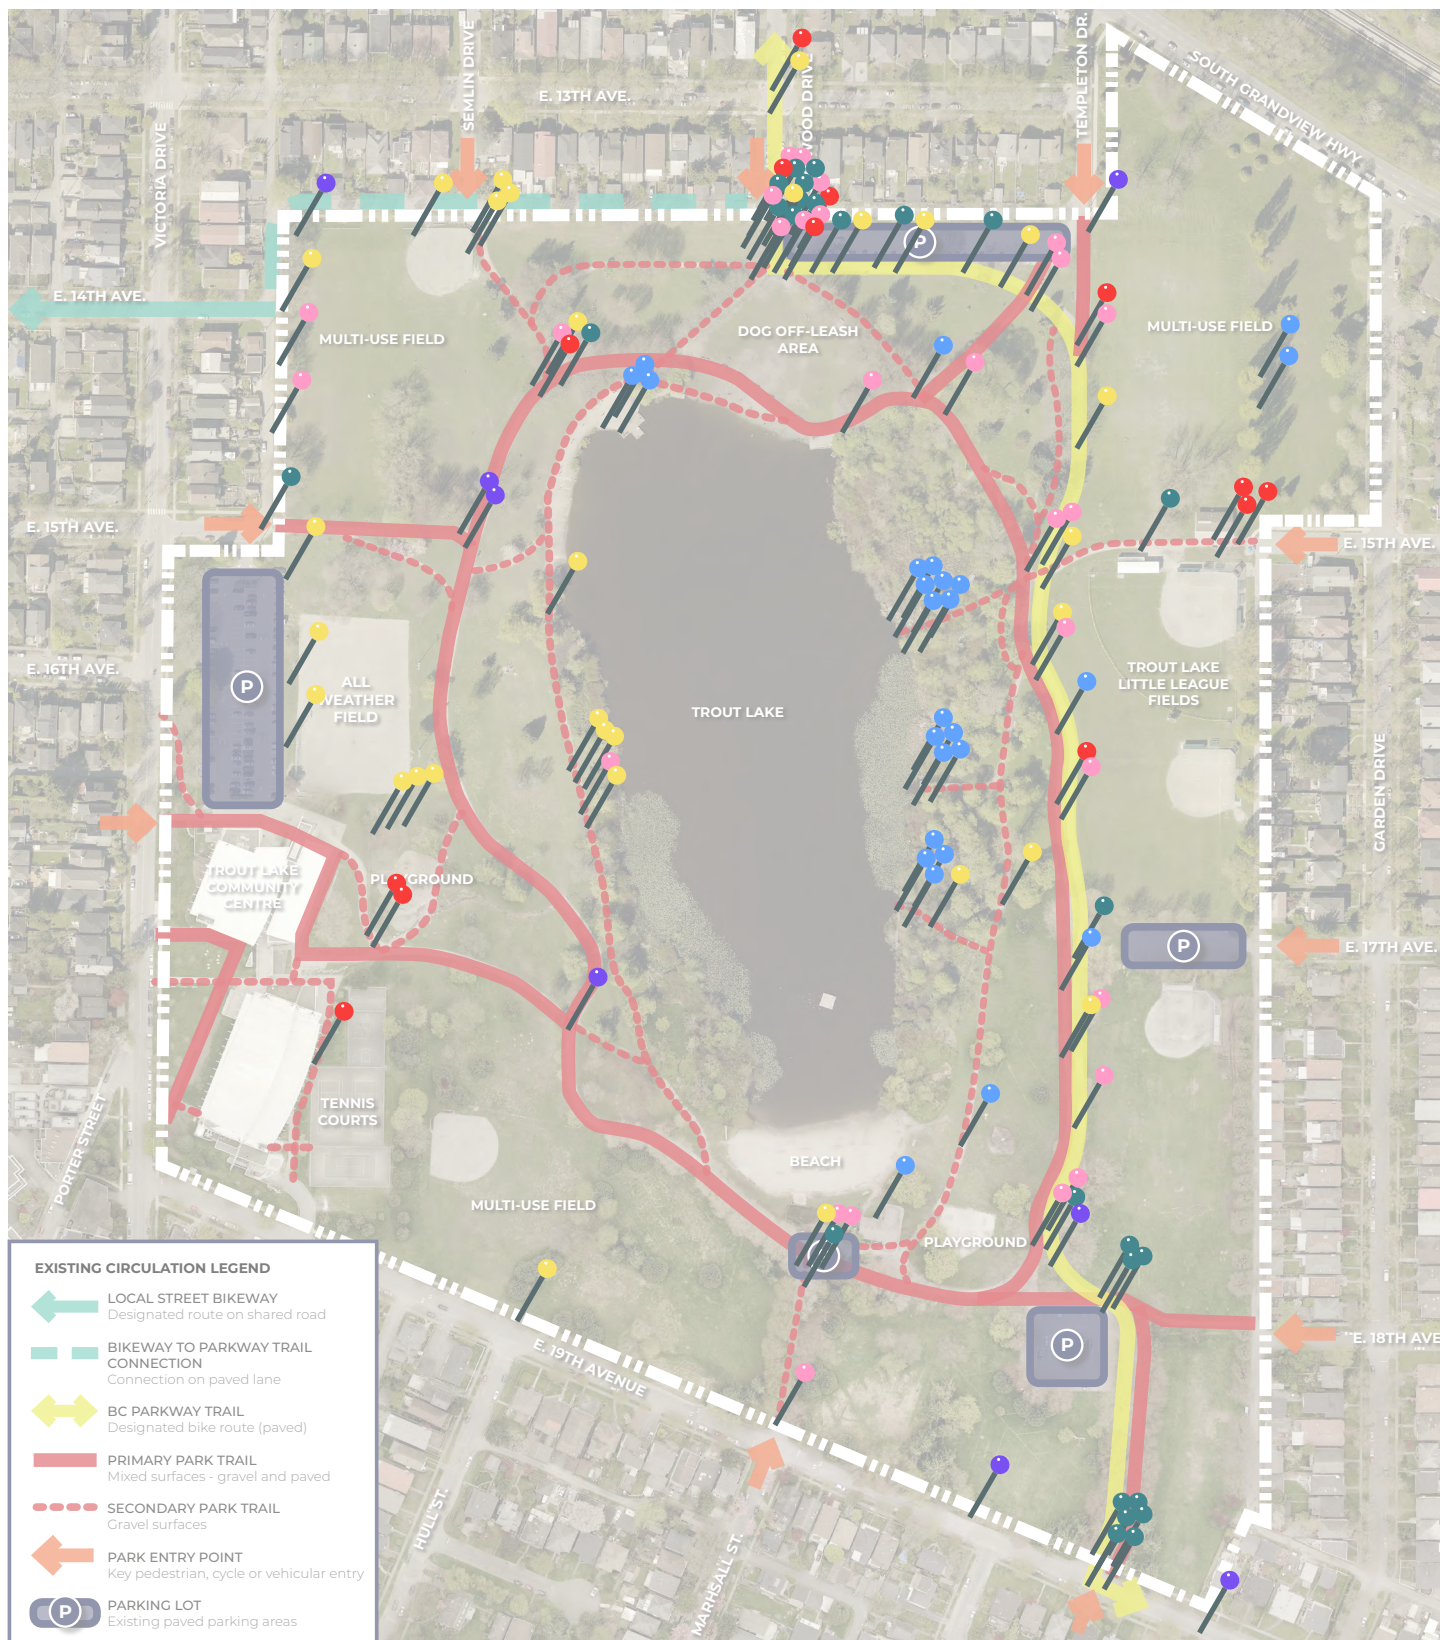 SOUTH GRANDVIEW HWY
TEMPLETON DR.
SEMLIN DRIVE
WOOD DRIVE
E. 13TH AVE.
VICTORIA DRIVE
P
E. 14TH AVE.
MULTI-USE FIELD
DOG OFF-LEASH
AREA
MULTI-USE FIELD
E. 15TH AVE.
E. 15TH AVE.
E. 16TH AVE.
P
ALL
WEATHER
FIELD
TROUT LAKE
TROUT LAKE
LITTLE LEAGUE
FIELDS
GARDEN DRIVE
TROUT LAKE
COMMUNITY
CENTRE
PLAYGROUND
P
E. 17TH AVE.
TENNIS
COURTS
PORTER STREET
BEACH
MULTI-USE FIELD
PLAYGROUND
E. 18TH AVE
P
E. 19TH AVENUE
HULL ST.
MARHSALL ST.
EXISTING CIRCULATION LEGEND
LOCAL STREET BIKEWAY
Designated route on shared road
BIKEWAY TO PARKWAY TRAIL
CONNECTION
Connection on paved lane
BC PARKWAY TRAIL
Designated bike route (paved)
PRIMARY PARK TRAIL
Mixed surfaces - gravel and paved
SECONDARY PARK TRAIL
Gravel surfaces
PARK ENTRY POINT
Key pedestrian, cycle or vehicular entry
P
PARKING LOT
Existing paved parking areas